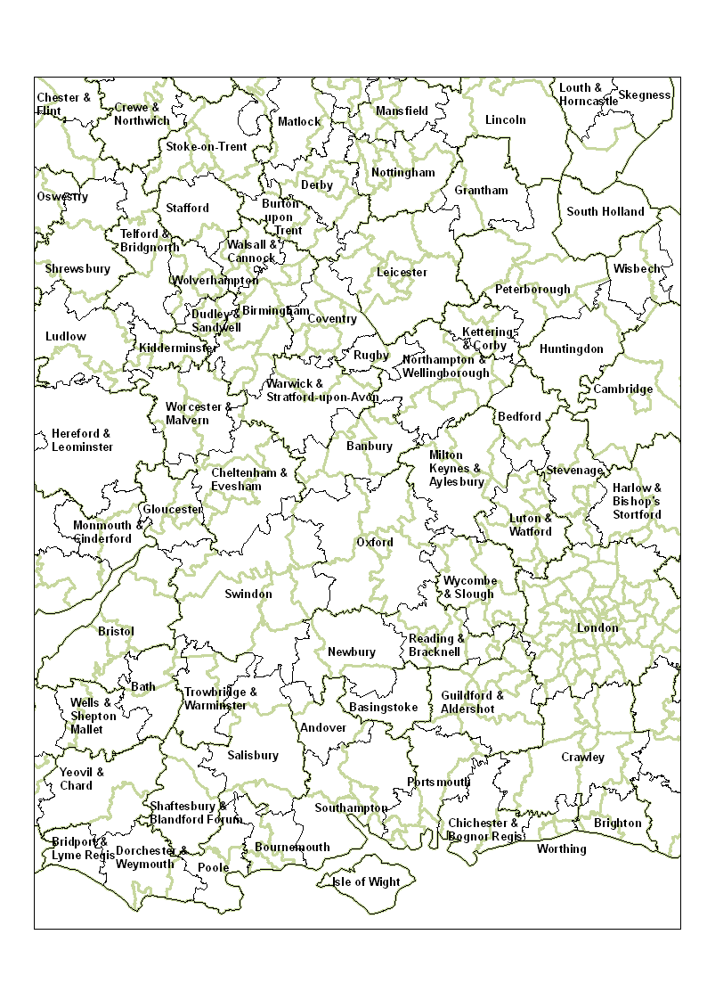 Chester &
Flint
Crewe &
Northwich
Stoke-on-Trent
Matlock
Mansfield
Lincoln
Louth &
Horncastle
Skegness
Oswestry
Stafford
Derby
Nottingham
Grantham
South Holland
Burton
upon
Trent
Telford &
Bridgnorth
Walsall &
Cannock
Shrewsbury
Wolverhampton
Leicester
Peterborough
Wisbech
Ludlow
Dudley &
Sandwell
Birmingham
Coventry
Kidderminster
Rugby
Kettering
& Corby
Northampton &
Wellingborough
Huntingdon
Cambridge
Warwick &
Stratford-upon-Avon
Worcester &
Malvern
Hereford &
Leominster
Banbury
Bedford
Milton
Keynes &
Aylesbury
Stevenage
Cheltenham &
Evesham
Harlow &
Bishop's
Stortford
Gloucester
Monmouth &
Cinderford
Luton &
Watford
Oxford
Swindon
Wycombe
& Slough
London
Bristol
Newbury
Reading &
Bracknell
Bath
Wells &
Shepton
Mallet
Trowbridge &
Warminster
Basingstoke
Guildford &
Aldershot
Andover
Salisbury
Crawley
Yeovil &
Chard
Portsmouth
Shaftesbury &
Blandford Forum
Southampton
Chichester &
Bognor Regis
Brighton
Worthing
Bridport &
Lyme Regis
Dorchester &
Weymouth
Poole
Bournemouth
Isle of Wight